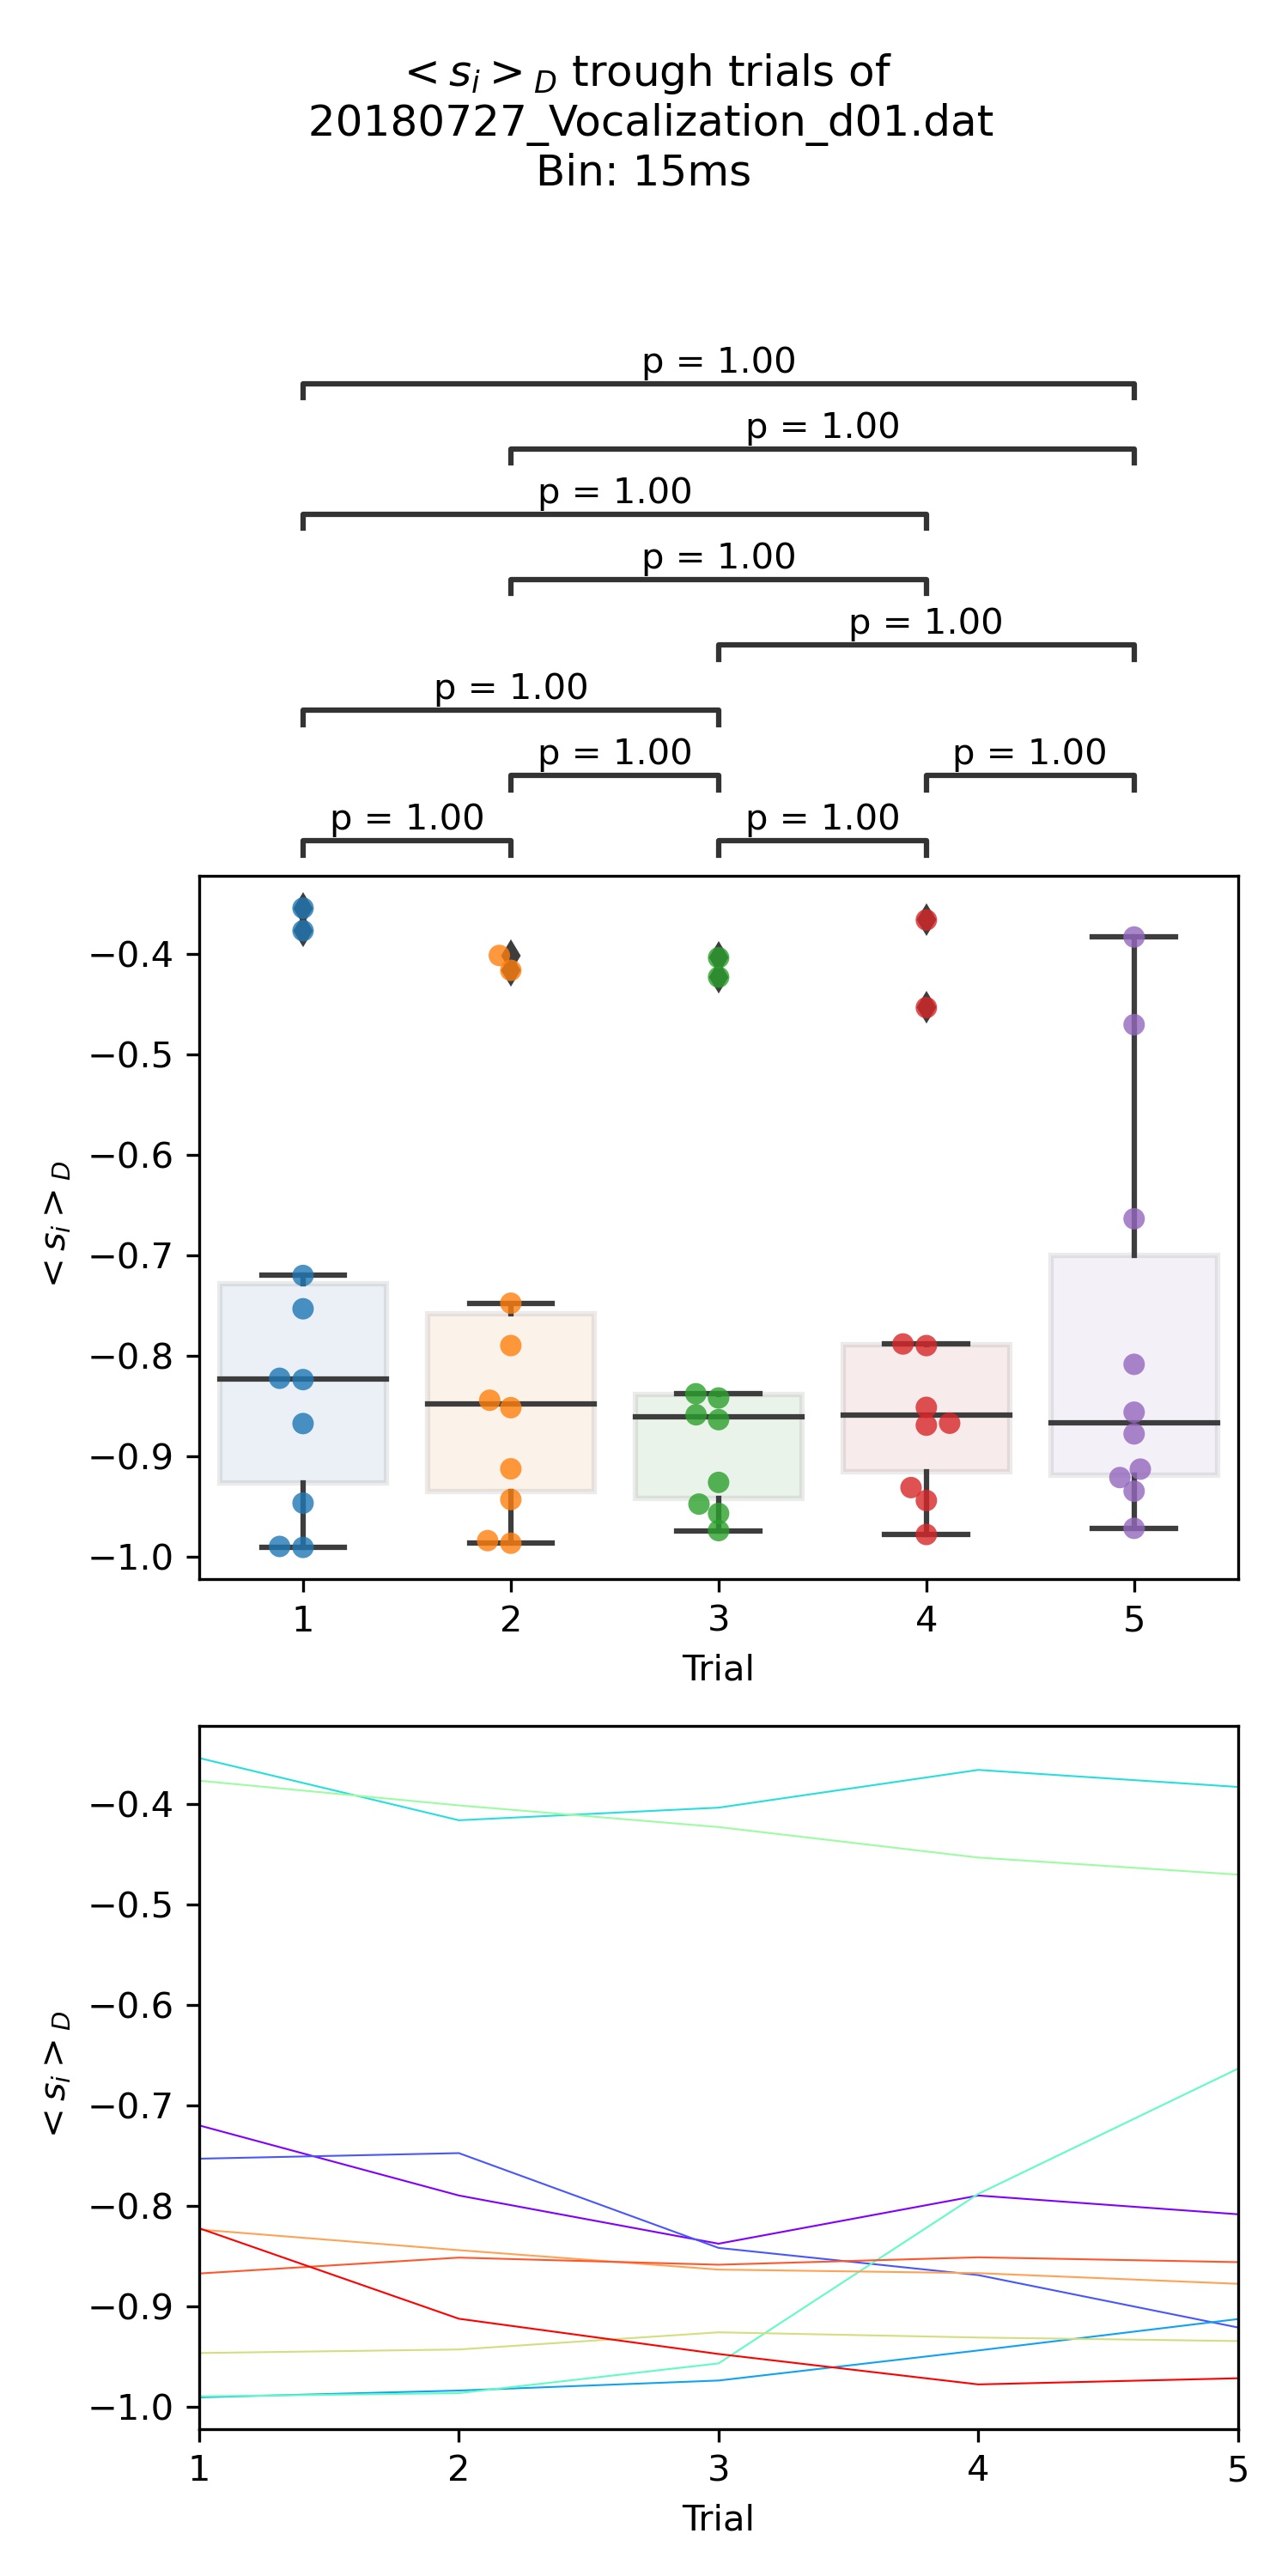 < s_i >_D trough trials of
20180727_Vocalization_d01.dat
Bin: 15ms
p = 1.00
p = 1.00
p = 1.00
p = 1.00
p = 1.00
p = 1.00
p = 1.00 p = 1.00
p = 1.00 p = 1.00
−0.4
−0.5
−0.6
−0.7
−0.8
−0.9
−1.0
< s_i >_D
1 2 3 4 5
Trial
−0.4
−0.5
−0.6
−0.7
−0.8
−0.9
−1.0
< s_i >_D
1 2 3 4 5
Trial